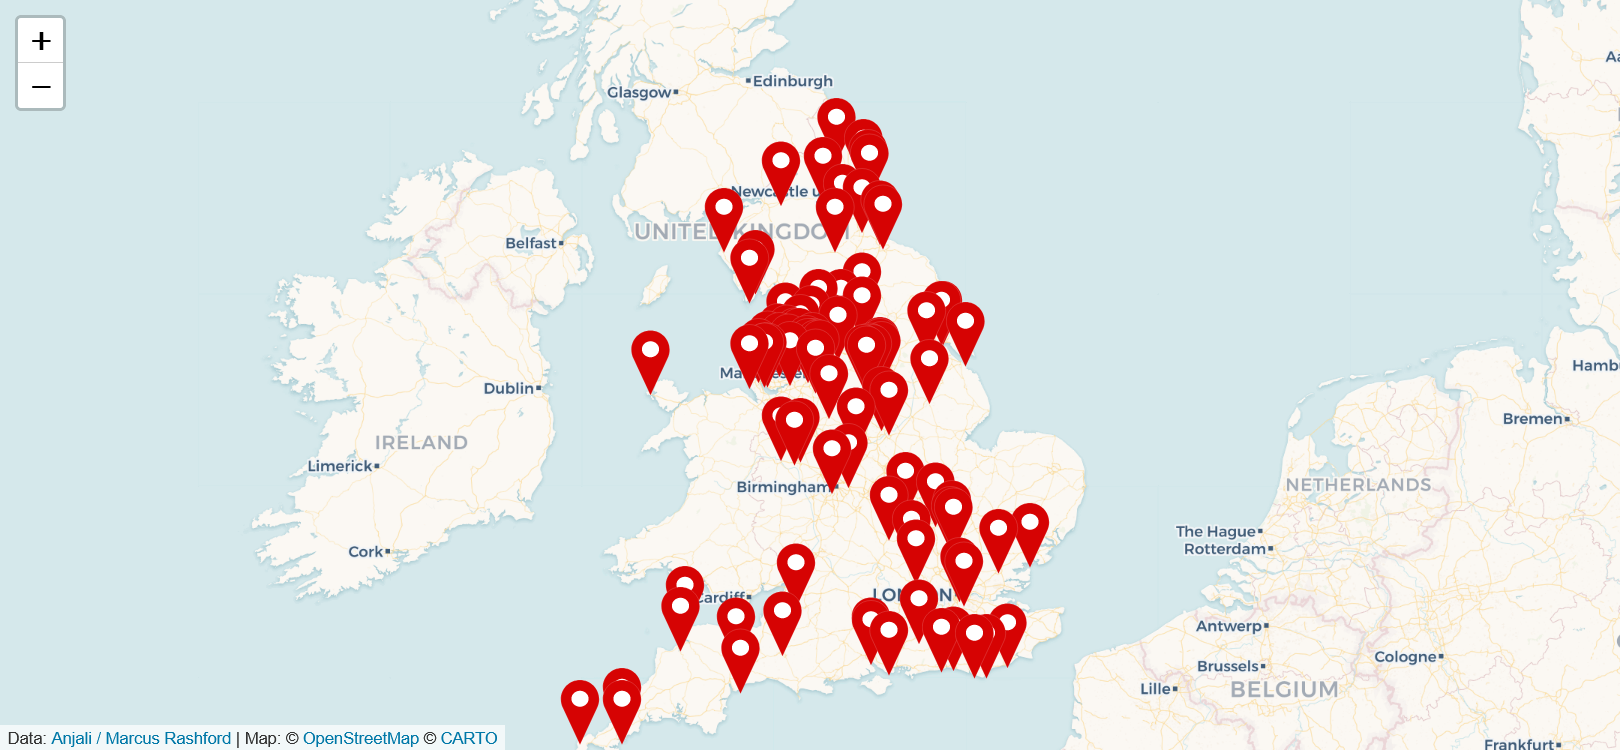 +
−
Edinburgh
Glasgow
Newcastle u
UNITED KINGDOM
Belfast
Dublin
IRELAND
Limerick
Birmingham
Cork
Cardiff
LONDON
Hamb
Bremen
NETHERLANDS
The Hague
Rotterdam
Antwerp
Brussels
Cologne
Lille
BELGIUM
Frankfurt
Data: Anjali / Marcus Rashford | Map: © OpenStreetMap © CARTO